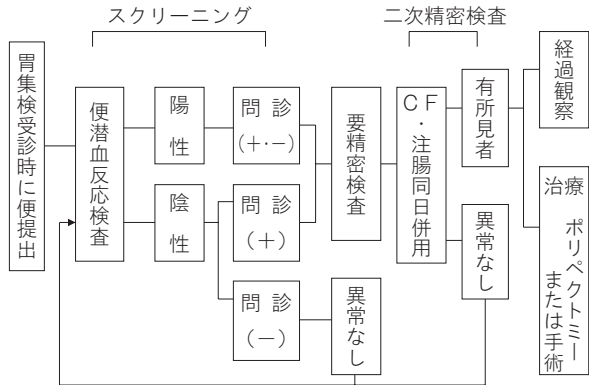 スクリーニング
二次精密検査
胃集検受診時に便提出
便潜血反応検査
陽性
問診
(＋・−)
陰性
問診
(＋)
問診
(−)
異常なし
要精密検査
ＣＦ・注腸同日併用
有所見者
異常なし
経過観察
治療
ポリペクトミー
または手術